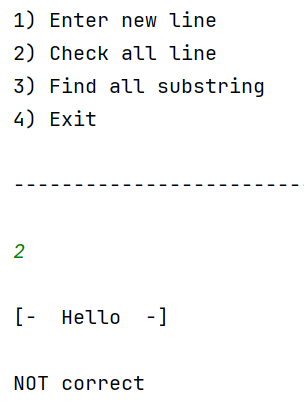 1) Enter new line
2) Check all line
3) Find all substring
4) Exit
-------------------------
2
[-  Hello  -]
NOT correct